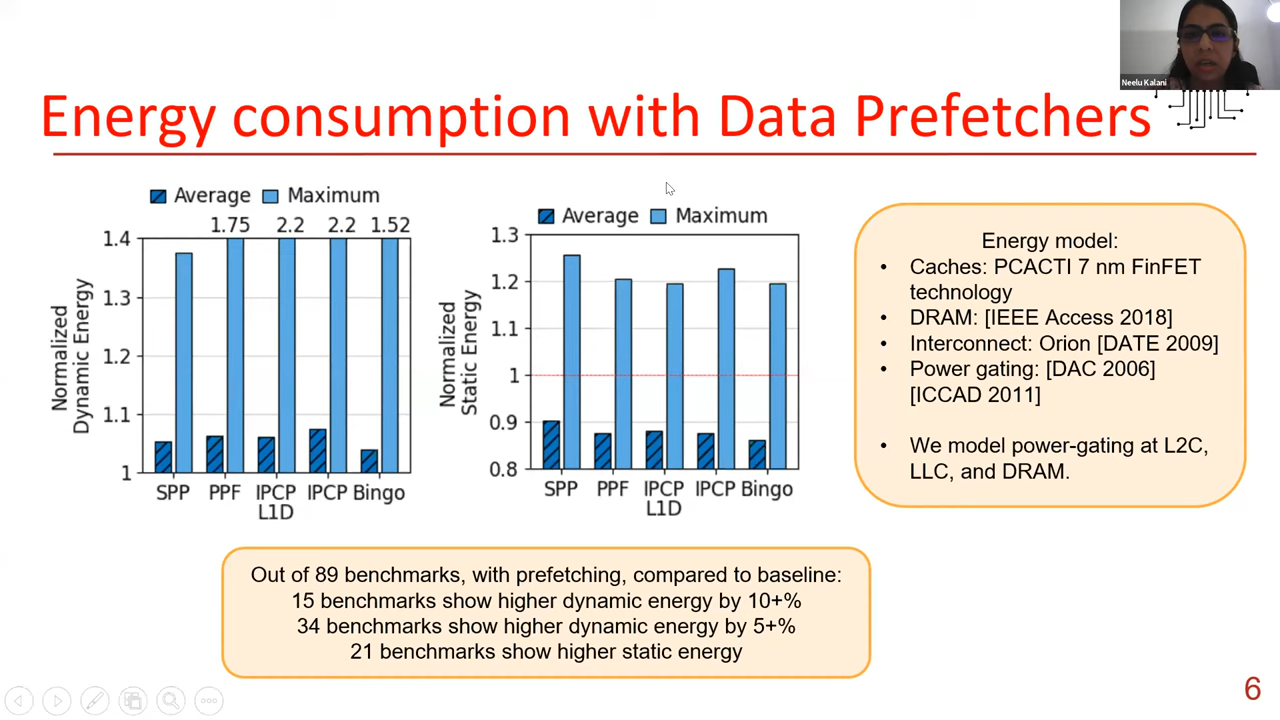 Neelu Kalani
Energy consumption with Data Prefetchers
Average Maximum
1.75 2.2 2.2 1.52
1.4
1.3
1.2
1.1
1
Normalized
Dynamic Energy
SPP PPF IPCP IPCP Bingo
L1D
Average Maximum
1.3
1.2
1.1
1
0.9
0.8
Normalized
Static Energy
SPP PPF IPCP IPCP Bingo
L1D
Energy model:
• Caches: PCACTI 7 nm FinFET
technology
• DRAM: [IEEE Access 2018]
• Interconnect: Orion [DATE 2009]
• Power gating: [DAC 2006]
[ICCAD 2011]
• We model power-gating at L2C,
LLC, and DRAM.
Out of 89 benchmarks, with prefetching, compared to baseline:
15 benchmarks show higher dynamic energy by 10+%
34 benchmarks show higher dynamic energy by 5+%
21 benchmarks show higher static energy
6